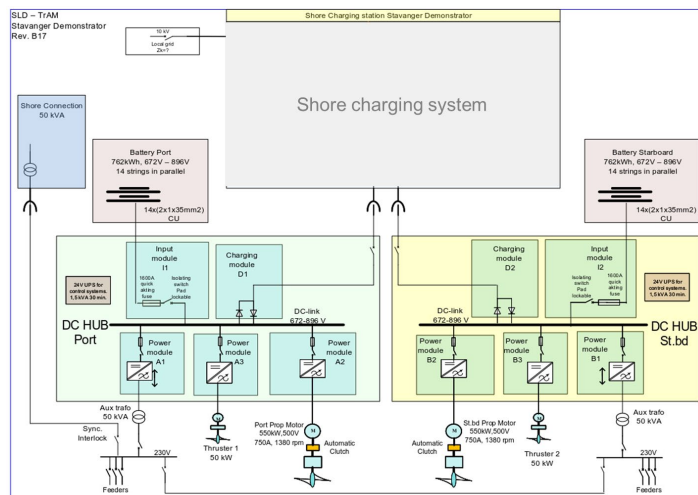 SLD – TrAM
Stavanger Demonstrator
Rev. B17
Shore Charging station Stavanger Demonstrator
10 kV
Local grid
Zk=?
Shore charging system
Shore Connection
50 kVA
Battery Port
762kWh, 672V – 896V
14 strings in parallel
14x(2x1x35mm2)
CU
Battery Starboard
762kWh, 672V – 896V
14 strings in parallel
14x(2x1x35mm2)
CU
Input
module
I1
Charging
module
D1
24V UPS for
control systems.
1,5 kVA 30 min.
1600A
quick
akting
fuse
Isolating
switch
Pad
lockable
DC-link
672-896 V
DC HUB
Port
Charging
module
D2
Input
module
I2
Isolating
switch
Pad
lockable
1600A
quick
akting
fuse
24V UPS for
control systems.
1,5 kVA 30 min.
DC-link
672-896 V
DC HUB
St.bd
Power
module
A1
Power
module
A3
Power
module
A2
Power
module
B2
Power
module
B3
Power
module
B1
Aux trafo
50 kVA
Sync.
Interlock
230V
Feeders
M
Thruster 1
50 kW
Port Prop Motor
550kW,500V
750A, 1380 rpm
M
Automatic
Clutch
St.bd Prop Motor
550kW,500V
750A, 1380 rpm
M
Automatic
Clutch
M
Thruster 2
50 kW
Aux trafo
50 kVA
230V
Feeders